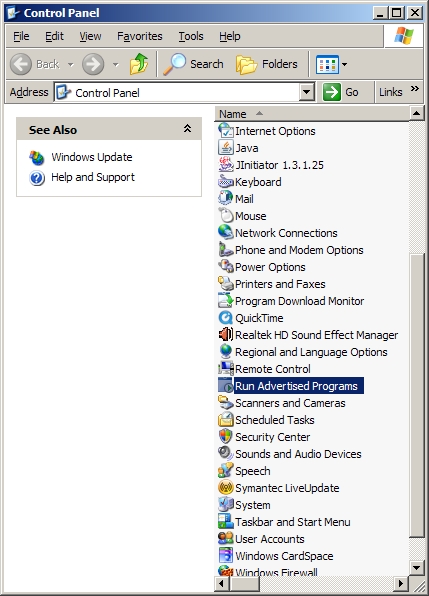 Control Panel
File Edit View Favorites Tools Help
Back Search Folders
Address Control Panel Go Links »
See Also
Windows Update
Help and Support
Name
Internet Options
Java
JInitiator 1.3.1.25
Keyboard
Mail
Mouse
Network Connections
Phone and Modem Options
Power Options
Printers and Faxes
Program Download Monitor
QuickTime
Realtek HD Sound Effect Manager
Regional and Language Options
Remote Control
Run Advertised Programs
Scanners and Cameras
Scheduled Tasks
Security Center
Sounds and Audio Devices
Speech
Symantec LiveUpdate
System
Taskbar and Start Menu
User Accounts
Windows CardSpace
Windows Firewall